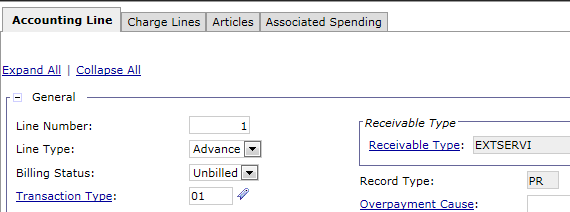 Accounting Line Charge Lines Articles Associated Spending
Expand All | Collapse All
General
Line Number: 1
Line Type: Advance
Billing Status: Unbilled
Transaction Type: 01
Receivable Type
Receivable Type: EXTSERVI
Record Type: PR
Overpayment Cause: